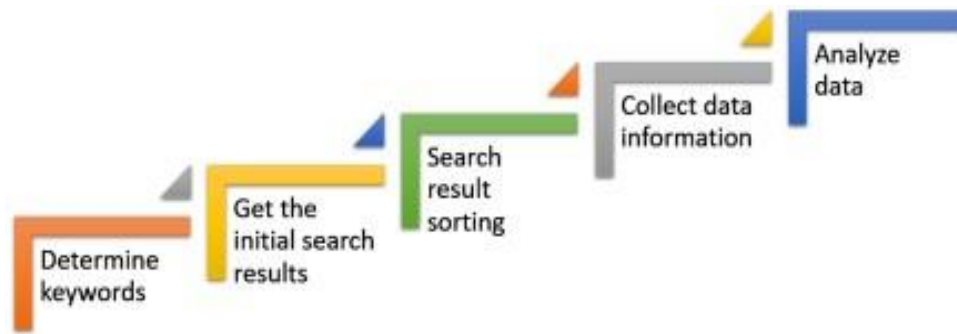 Determine
keywords
Get the
initial search
results
Search
result
sorting
Collect data
information
Analyze
data